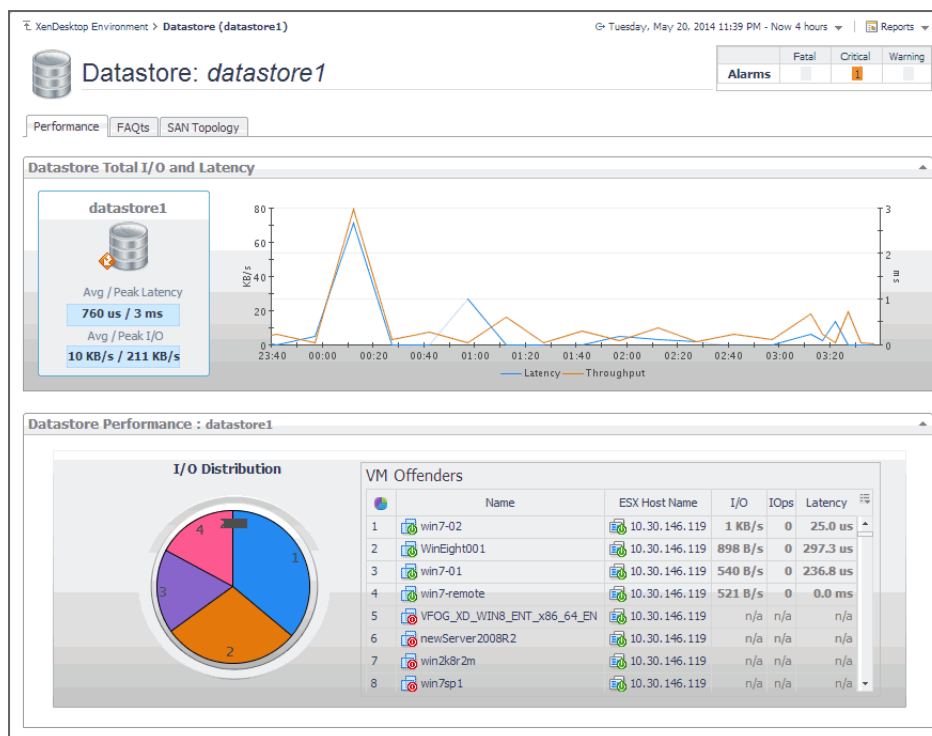 XenDesktop Environment > Datastore (datastore1)
Tuesday, May 20, 2014 11:39 PM - Now 4 hours
Reports
Datastore: datastore1
Fatal Critical Warning
Alarms 1
Performance FAQts SAN Topology
Datastore Total I/O and Latency
datastore1
Avg / Peak Latency
760 us / 3 ms
Avg / Peak I/O
10 KB/s / 211 KB/s
80
60
40
20
0
KB/s
3
2
1
0
ms
23:40 00:00 00:20 00:40 01:00 01:20 01:40 02:00 02:20 02:40 03:00 03:20
Latency Throughput
Datastore Performance : datastore1
I/O Distribution
1
2
3
4
VM Offenders
Name ESX Host Name I/O IOps Latency
1 win7-02 10.30.146.119 1 KB/s 0 25.0 us
2 WinEight001 10.30.146.119 898 B/s 0 297.3 us
3 win7-01 10.30.146.119 540 B/s 0 236.8 us
4 win7-remote 10.30.146.119 521 B/s 0 0.0 ms
5 VFOG_XD_WIN8_ENT_x86_64_EN 10.30.146.119 n/a n/a n/a
6 newServer2008R2 10.30.146.119 n/a n/a n/a
7 win2k8r2m 10.30.146.119 n/a n/a n/a
8 win7sp1 10.30.146.119 n/a n/a n/a